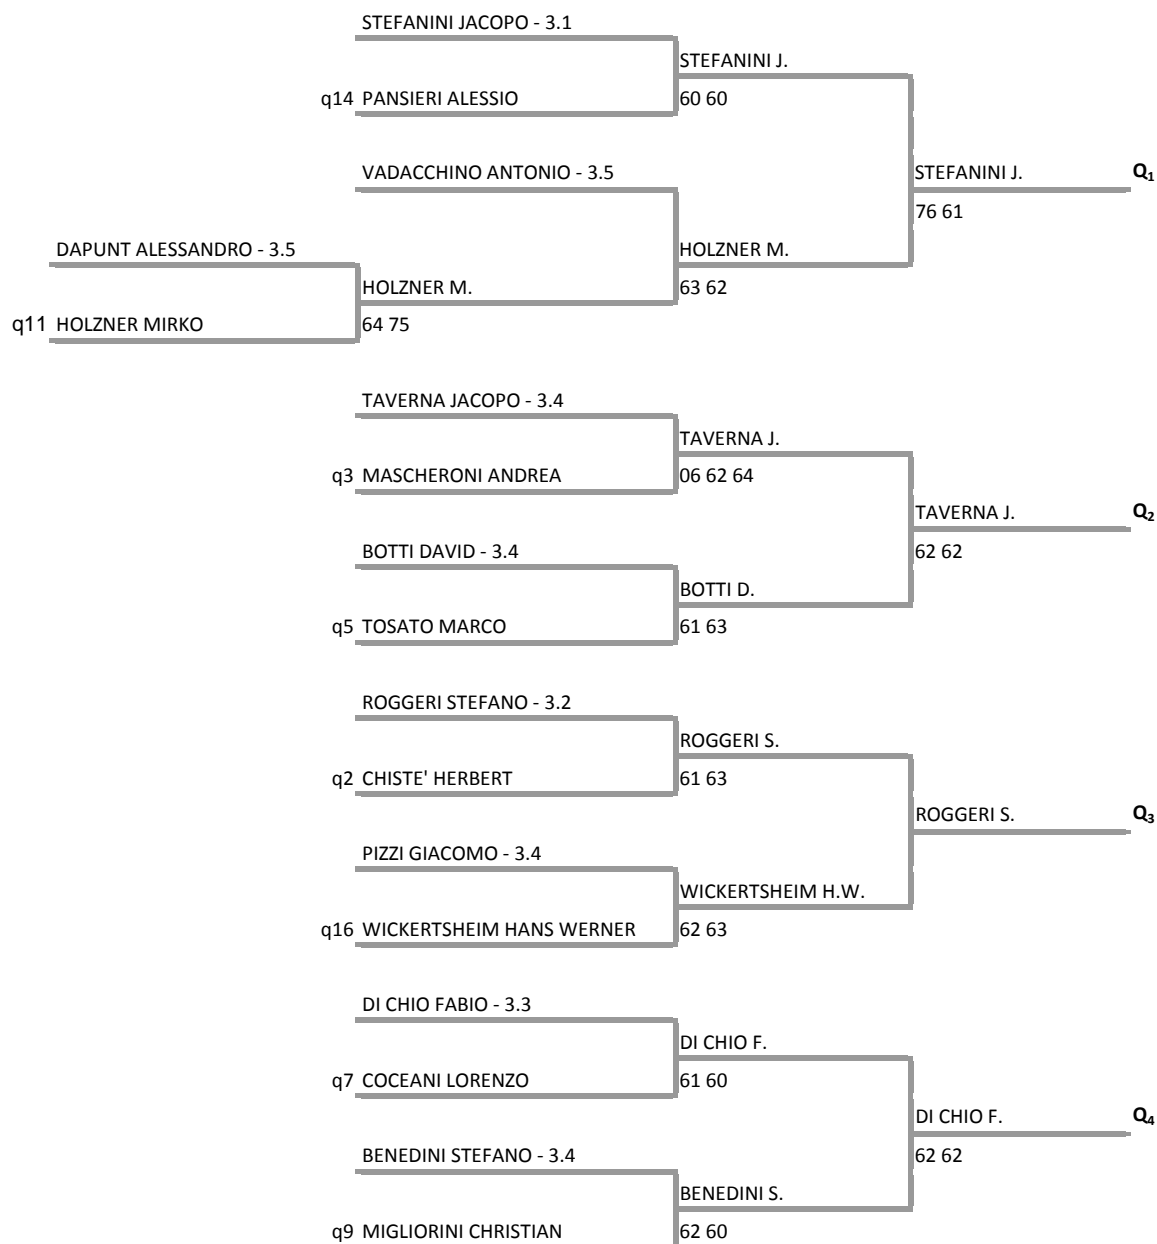 STEFANINI JACOPO - 3.1
STEFANINI J.
q14 PANSIERI ALESSIO
60 60
VADACCHINO ANTONIO - 3.5
STEFANINI J.
Q₁
76 61
DAPUNT ALESSANDRO - 3.5
HOLZNER M.
HOLZNER M.
63 62
q11 HOLZNER MIRKO
64 75
TAVERNA JACOPO - 3.4
TAVERNA J.
q3 MASCHERONI ANDREA
06 62 64
TAVERNA J.
Q₂
BOTTI DAVID - 3.4
62 62
BOTTI D.
q5 TOSATO MARCO
61 63
ROGGERI STEFANO - 3.2
ROGGERI S.
q2 CHISTE' HERBERT
61 63
ROGGERI S.
Q₃
PIZZI GIACOMO - 3.4
WICKERTSHEIM H.W.
q16 WICKERTSHEIM HANS WERNER
62 63
DI CHIO FABIO - 3.3
DI CHIO F.
q7 COCEANI LORENZO
61 60
DI CHIO F.
Q₄
BENEDINI STEFANO - 3.4
62 62
BENEDINI S.
q9 MIGLIORINI CHRISTIAN
62 60